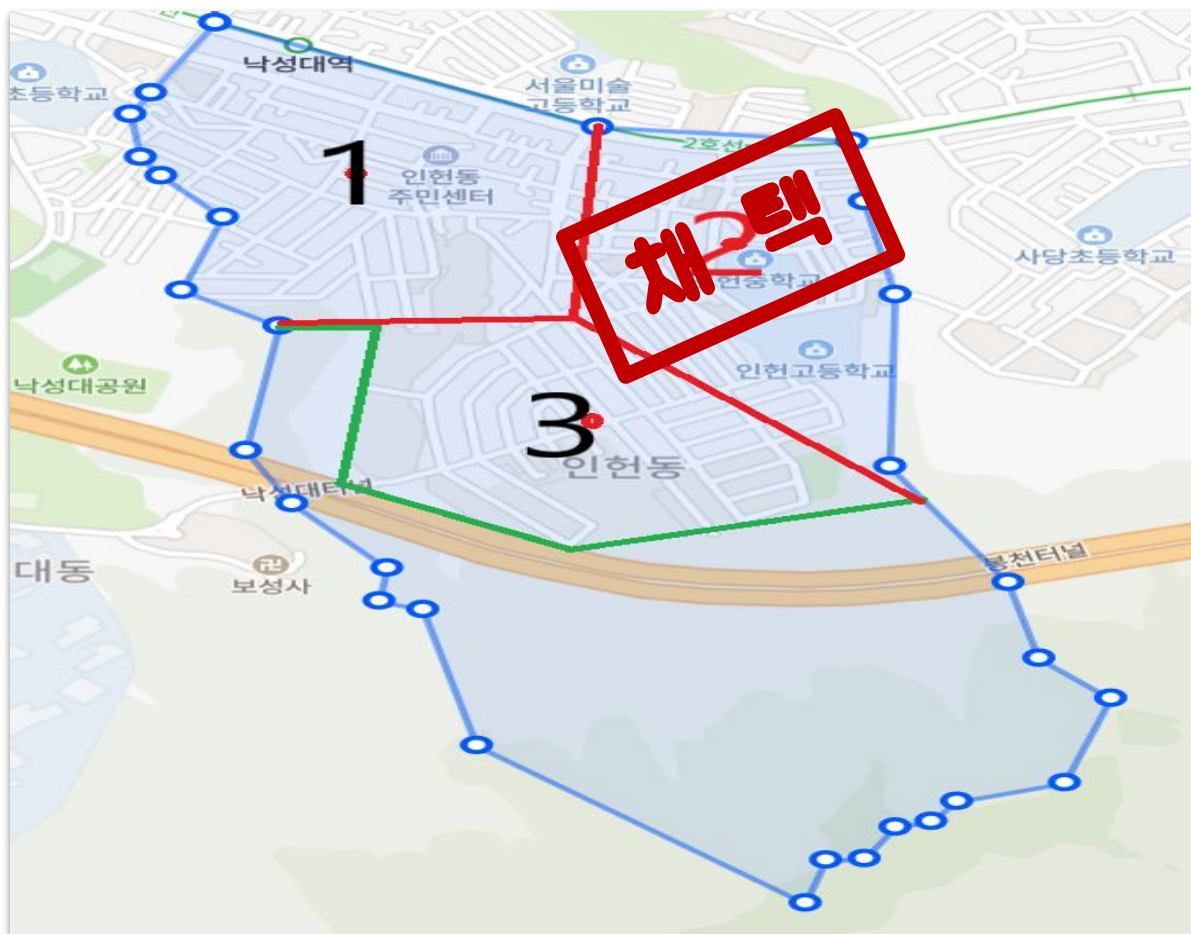 낙성대역
초등학교
서울미술
고등학교
2호선
1
인헌동
주민센터
채택
2
헌중학교
사당초등학교
인헌고등학교
낙성대공원
3
인헌동
낙성대터널
봉천터널
대동
보성사